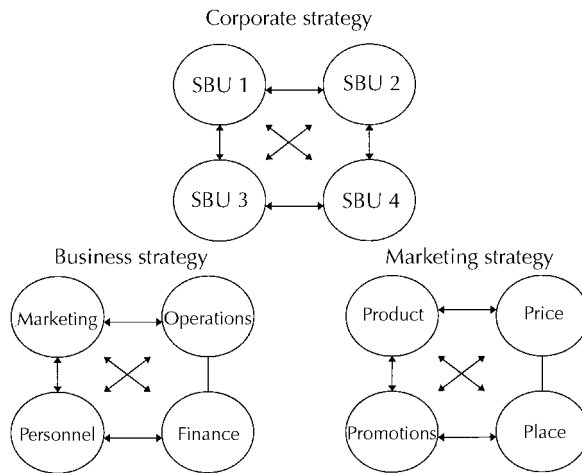 Corporate strategy
SBU 1
SBU 2
SBU 3
SBU 4
Business strategy
Marketing
Operations
Personnel
Finance
Marketing strategy
Product
Price
Promotions
Place